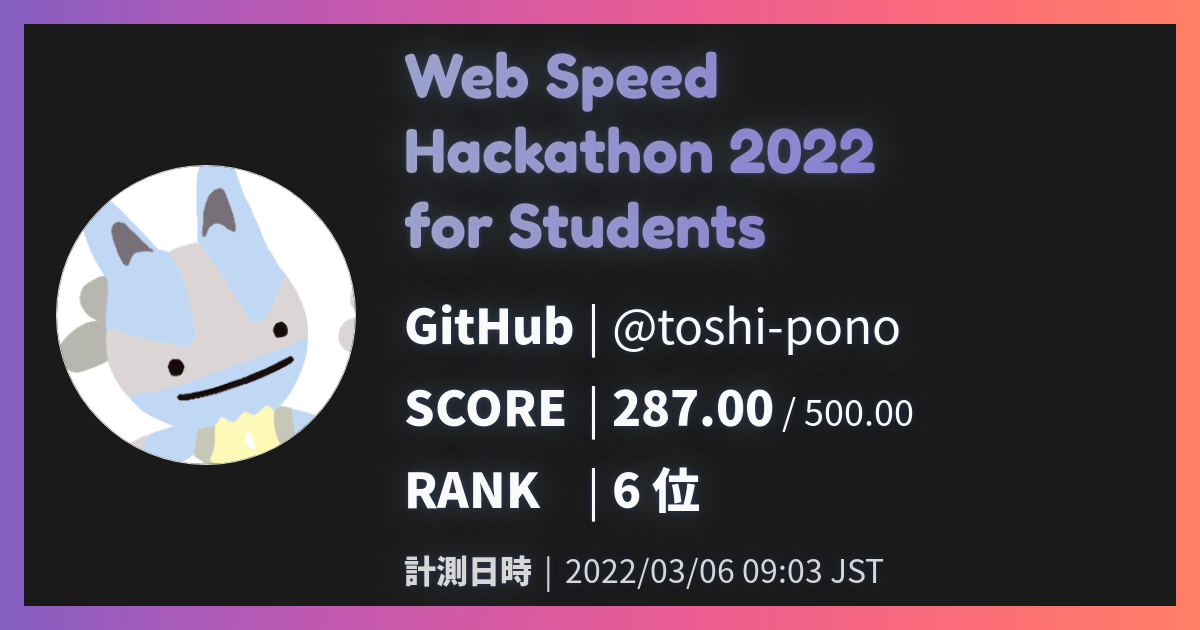 Web Speed
Hackathon 2022
for Students
GitHub | @toshi-pono
SCORE | 287.00 / 500.00
RANK | 6 位
計測日時 | 2022/03/06 09:03 JST